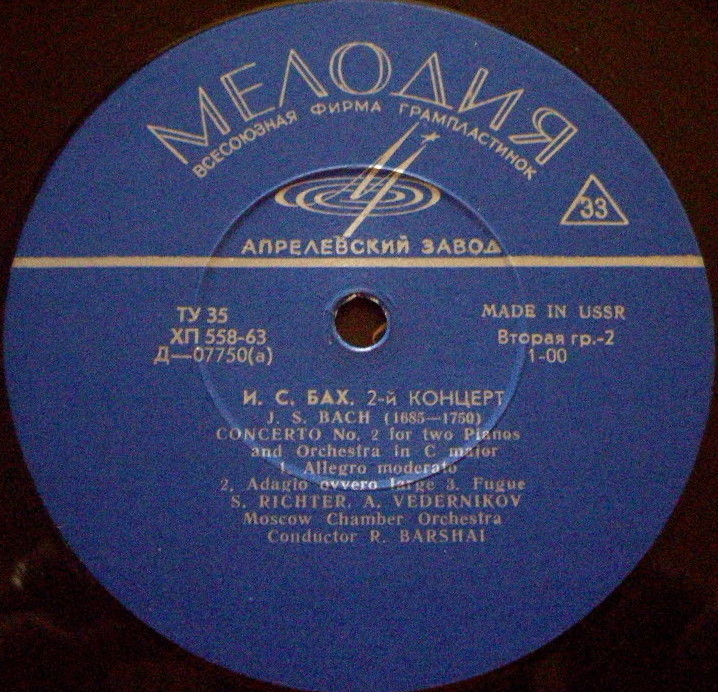 МЕЛОДИЯ
ВСЕСОЮЗНАЯ ФИРМА ГРАМПЛАСТИНОК
33
АПРЕЛЕВСКИЙ ЗАВОД
ТУ 35
ХП 558-63
Д—07750(а)
MADE IN USSR
Вторая гр.-2
1-00
И. С. БАХ. 2-й КОНЦЕРТ
J. S. BACH (1685—1750)
CONCERTO No. 2 for two Pianos
and Orchestra in C major
1. Allegro moderato
2. Adagio ovvero large 3. Fugue
S. RICHTER, A. VEDERNIKOV
Moscow Chamber Orchestra
Conductor R. BARSHAI